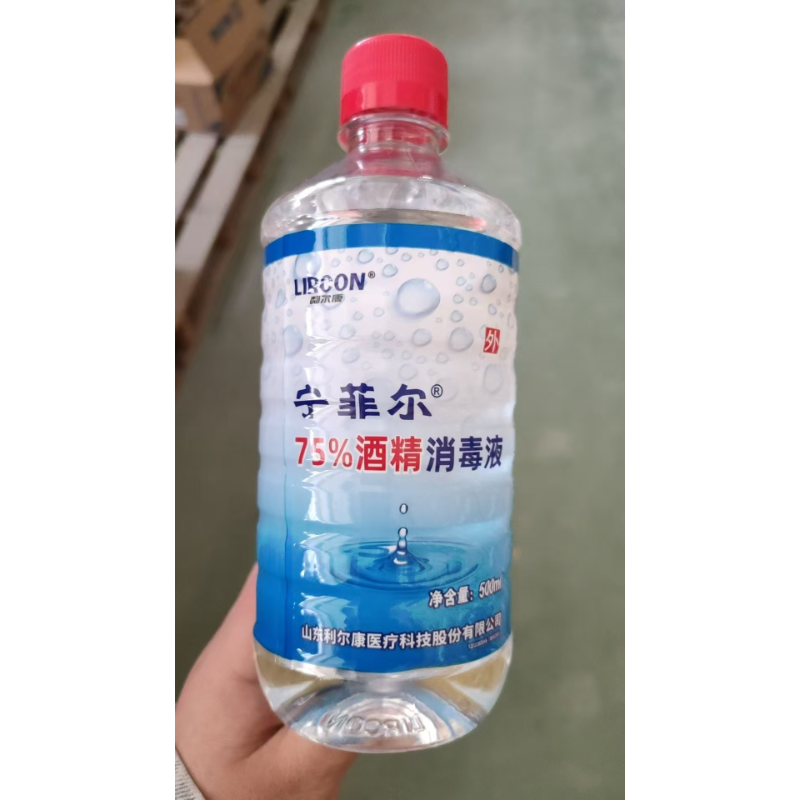 LIRCON®
利尔康
外
宁菲尔®
75%酒精消毒液
净含量：500ml
山东利尔康医疗科技股份有限公司
LIRCON